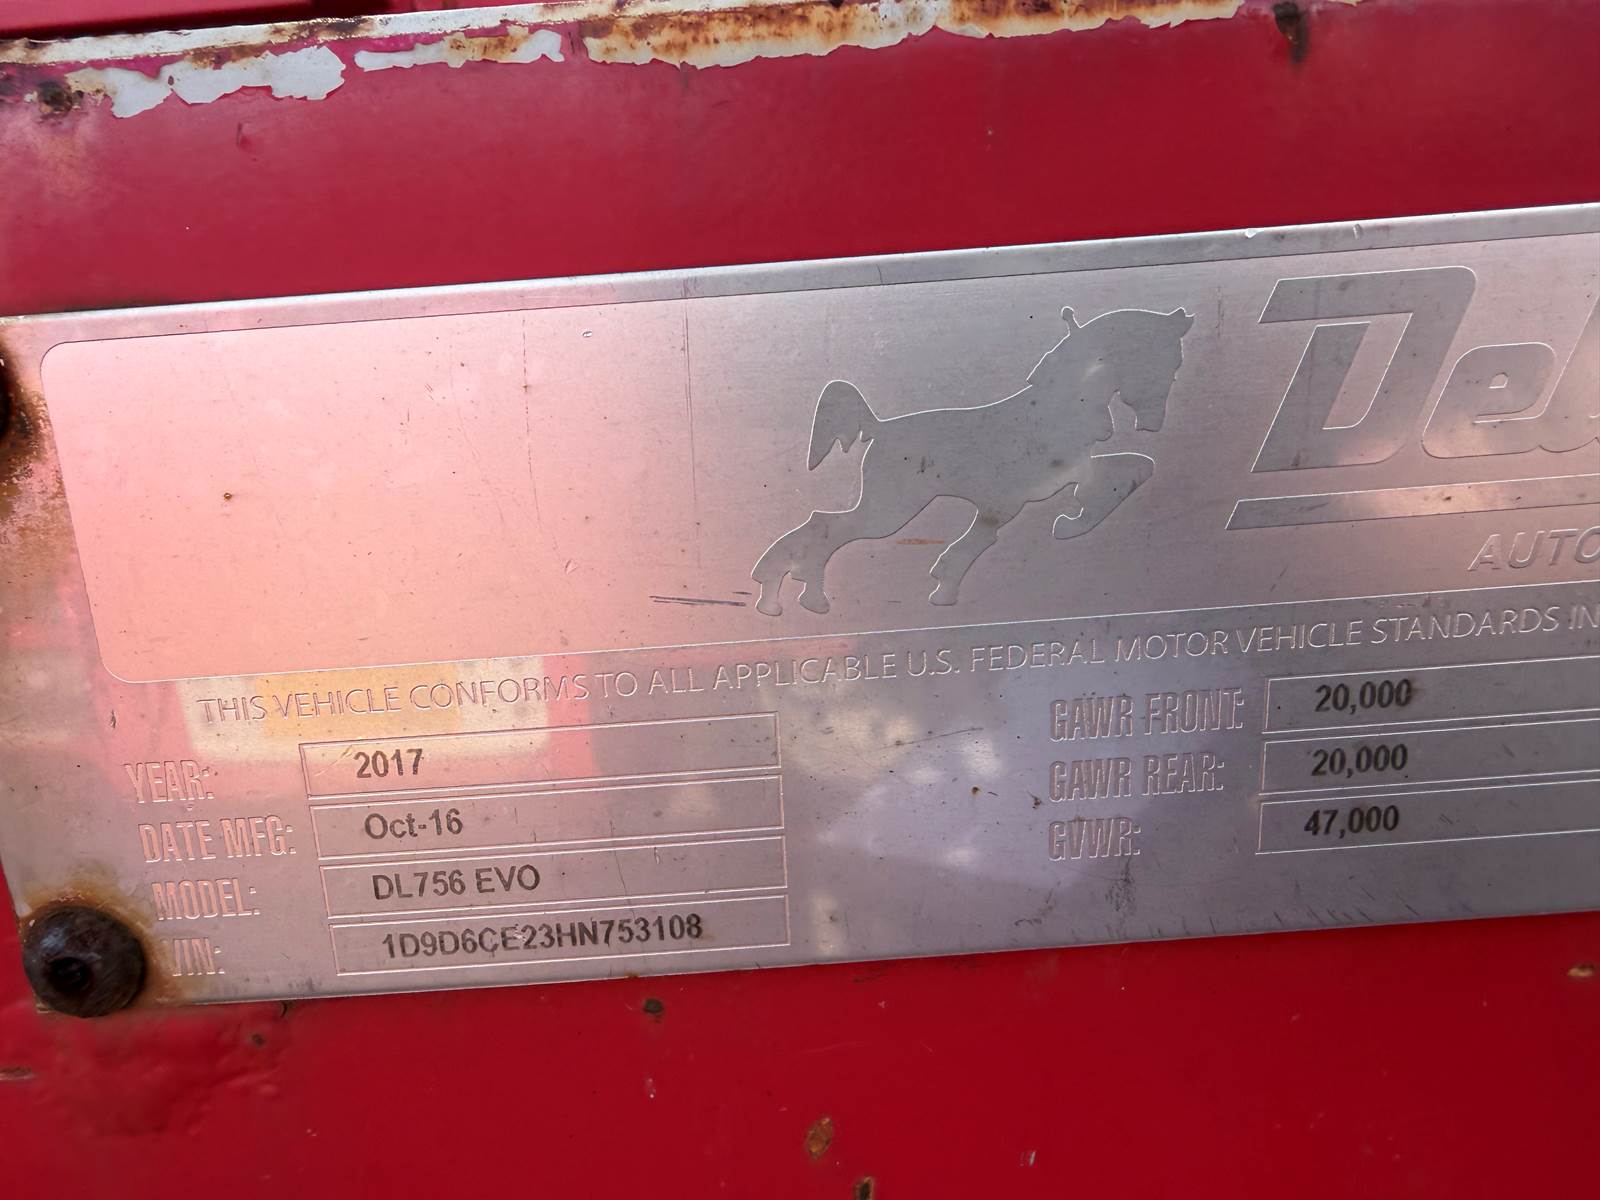 Del
AUTO
THIS VEHICLE CONFORMS TO ALL APPLICABLE U.S. FEDERAL MOTOR VEHICLE STANDARDS IN
YEAR: 2017
DATE MFG: Oct-16
MODEL: DL756 EVO
VIN: 1D9D6CE23HN753108
GAWR FRONT: 20,000
GAWR REAR: 20,000
GVWR: 47,000